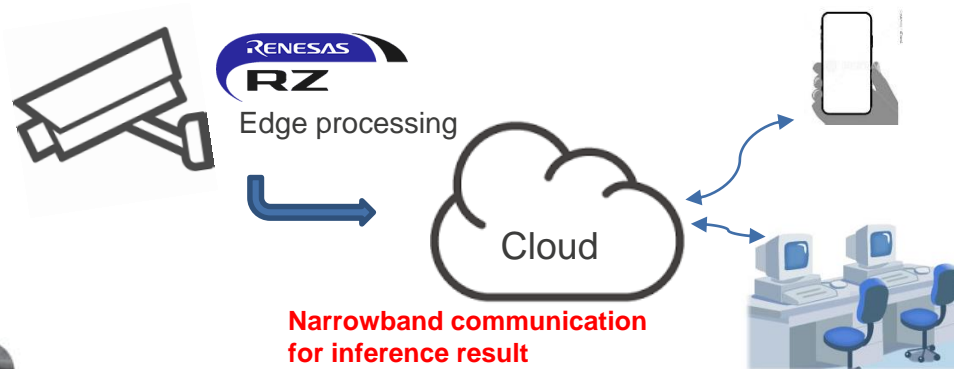 RENESAS
RZ
Edge processing
Cloud
Narrowband communication
for inference result